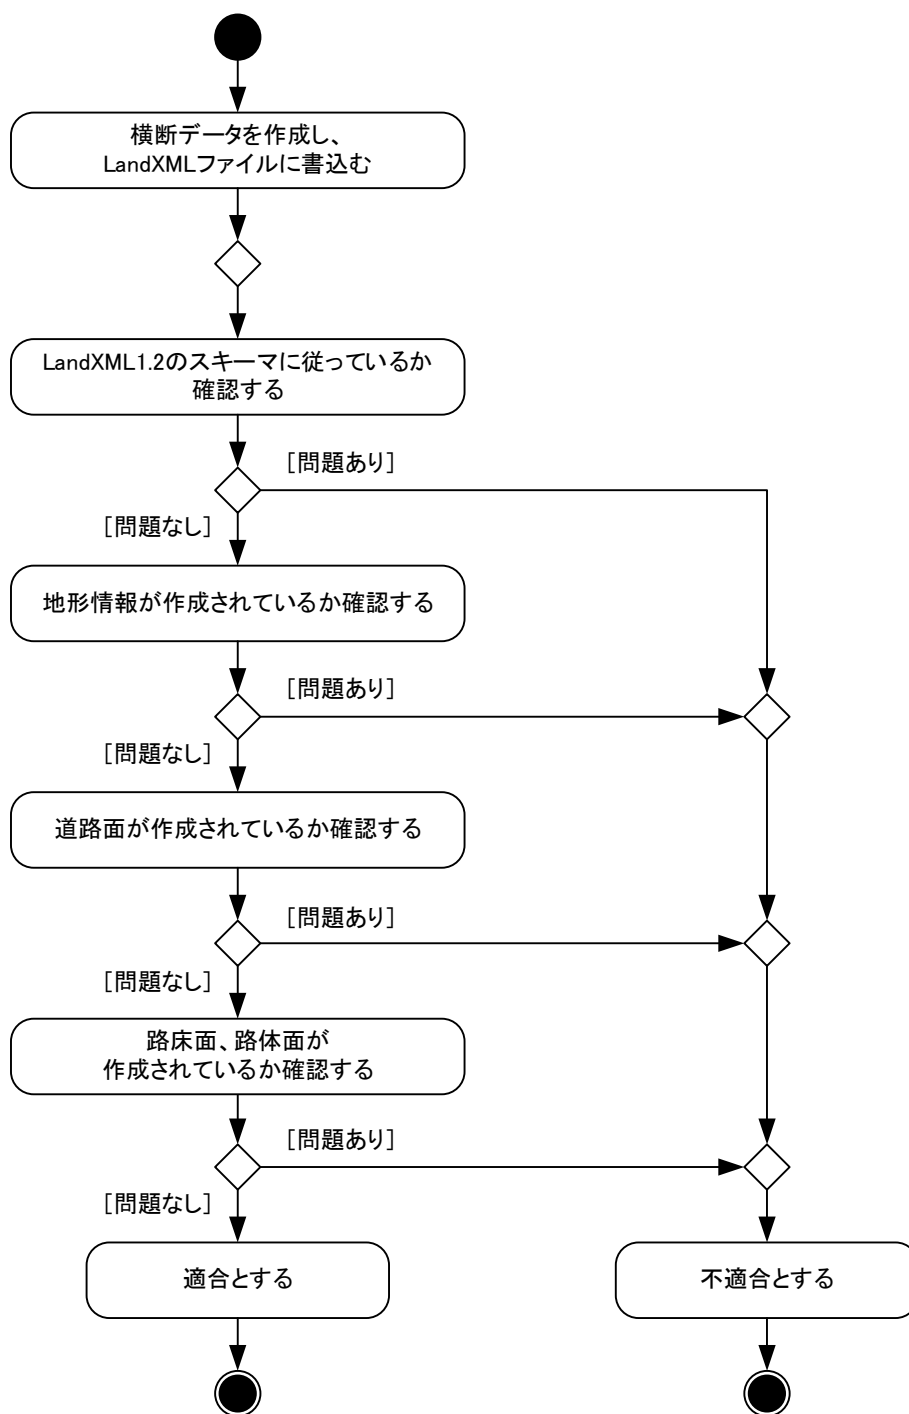 横断データを作成し、
LandXMLファイルに書込む
LandXML1.2のスキーマに従っているか
確認する
[問題あり]
[問題なし]
地形情報が作成されているか確認する
[問題あり]
[問題なし]
道路面が作成されているか確認する
[問題あり]
[問題なし]
路床面、路体面が
作成されているか確認する
[問題あり]
[問題なし]
適合とする
不適合とする